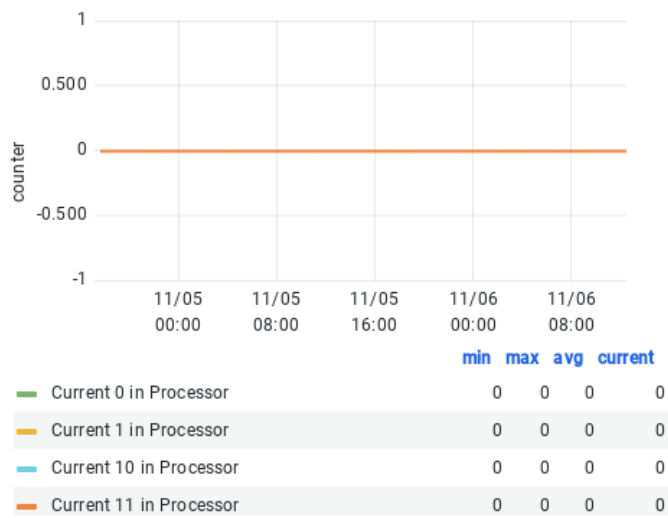 1
0.500
0
-0.500
-1
counter
11/05 11/05 11/05 11/06 11/06
00:00 08:00 16:00 00:00 08:00
min max avg current
Current 0 in Processor 0 0 0 0
Current 1 in Processor 0 0 0 0
Current 10 in Processor 0 0 0 0
Current 11 in Processor 0 0 0 0